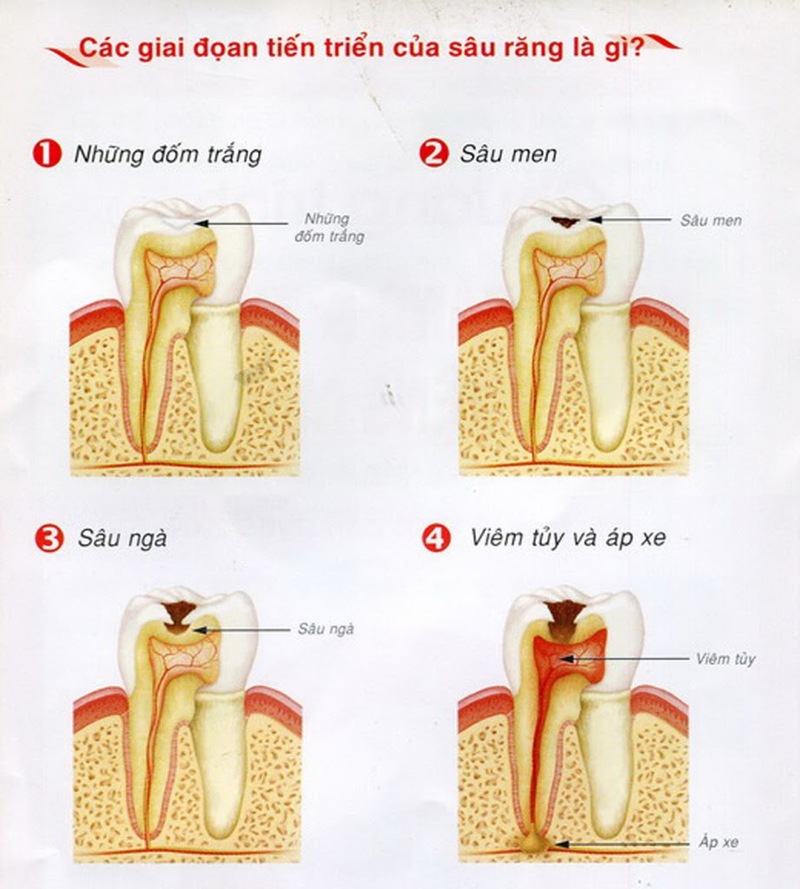 Các giai đọan tiến triển của sâu răng là gì?
1 Những đốm trắng
2 Sâu men
Những
đốm trắng
Sâu men
3 Sâu ngà
4 Viêm tủy và áp xe
Sâu ngà
Viêm tủy
Áp xe